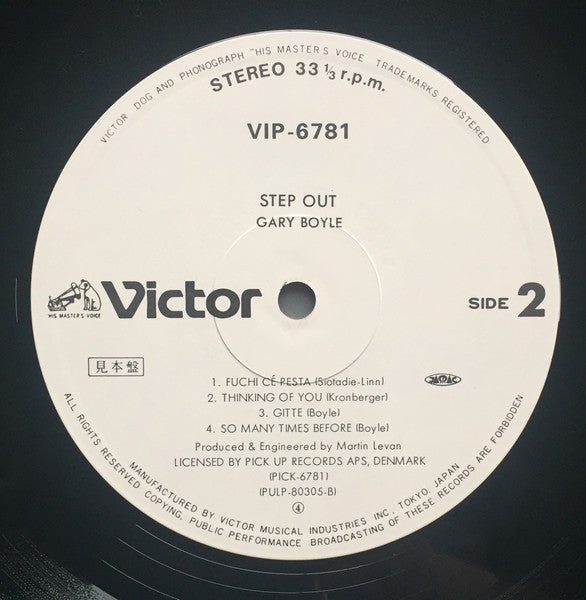 VICTOR DOG AND PHONOGRAPH "HIS MASTER'S VOICE" TRADEMARKS REGISTERED
STEREO 33 1/3 r.p.m.
VIP-6781
STEP OUT
GARY BOYLE
"HIS MASTER'S VOICE"
Victor
SIDE 2
見本盤
JASRAC
1. FUCHI CÉ PESTA (Siotadie-Linn)
2. THINKING OF YOU (Kronberger)
3. GITTE (Boyle)
4. SO MANY TIMES BEFORE (Boyle)
Produced & Engineered by Martin Levan
LICENSED BY PICK UP RECORDS APS, DENMARK
(PICK-6781)
(PULP-80305-B)
④
MANUFACTURED BY VICTOR MUSICAL INDUSTRIES INC. TOKYO, JAPAN
ALL RIGHTS RESERVED COPYING, PUBLIC PERFORMANCE BROADCASTING OF THESE RECORDS ARE FORBIDDEN